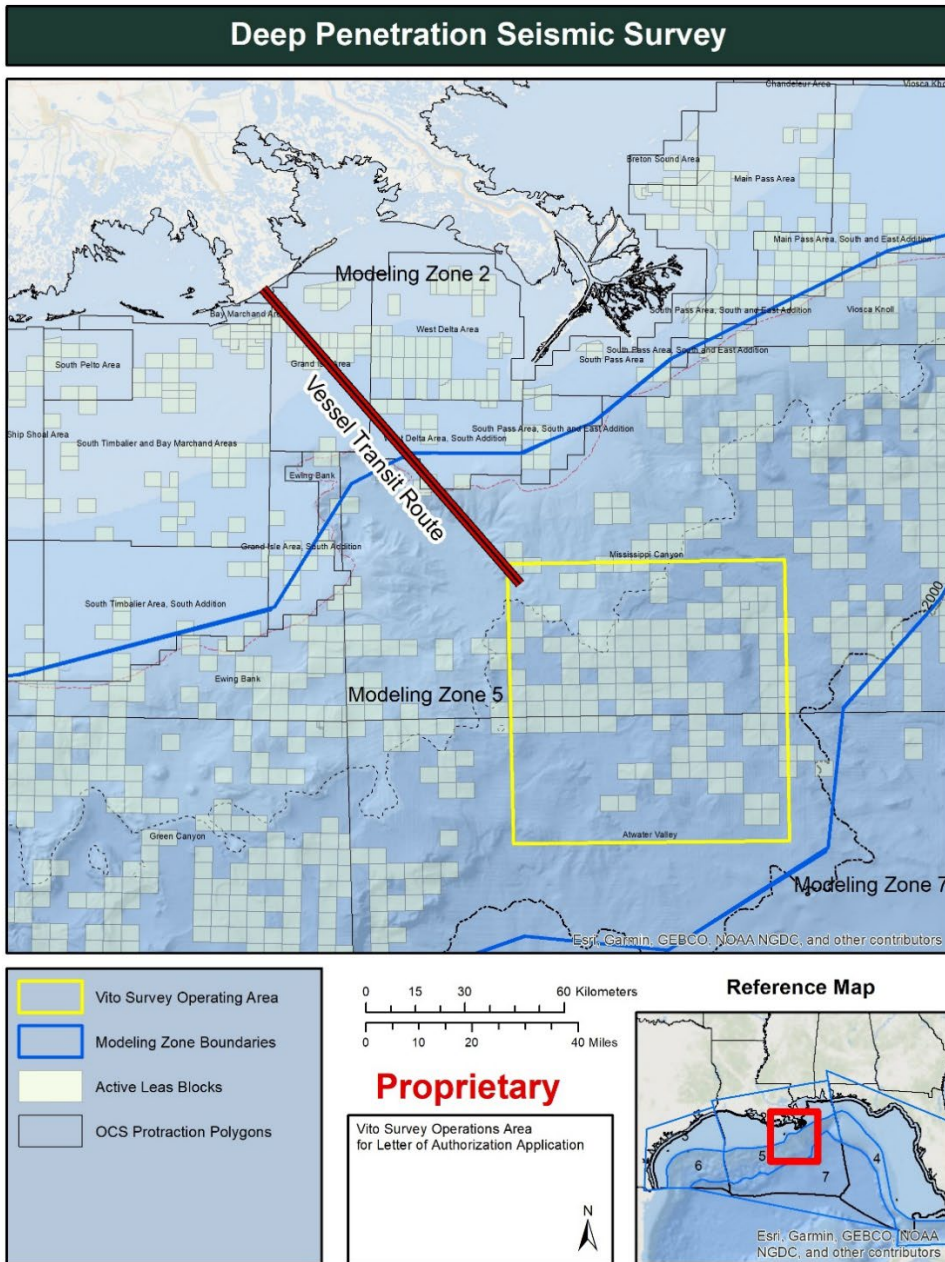 Deep Penetration Seismic Survey
Chandeleur Area
Viosca Knoll
Breton Sound Area
Main Pass Area
Main Pass Area, South and East Addition
Modeling Zone 2
Bay Marchand Area
South Pass Area, South and East Addition
Viosca Knoll
West Delta Area
South Pass Area, South and East Addition
South Pass Area
South Pelto Area
Grand Isle Area
Vessel Transit Route
Ship Shoal Area
South Timbalier and Bay Marchand Areas
South Pass Area, South and East Addition
West Delta Area, South Addition
Ewing Bank
Grand Isle Area, South Addition
Mississippi Canyon
2000
South Timbalier Area, South Addition
Ewing Bank
Modeling Zone 5
Green Canyon
Atwater Valley
Modeling Zone 7
Esri, Garmin, GEBCO, NOAA NGDC, and other contributors
Vito Survey Operating Area
Modeling Zone Boundaries
Active Leas Blocks
OCS Protraction Polygons
0 15 30 60 Kilometers
0 10 20 40 Miles
Proprietary
Vito Survey Operations Area
for Letter of Authorization Application
N
Reference Map
5
4
6
7
Esri, Garmin, GEBCO, NOAA
NGDC, and other contributors